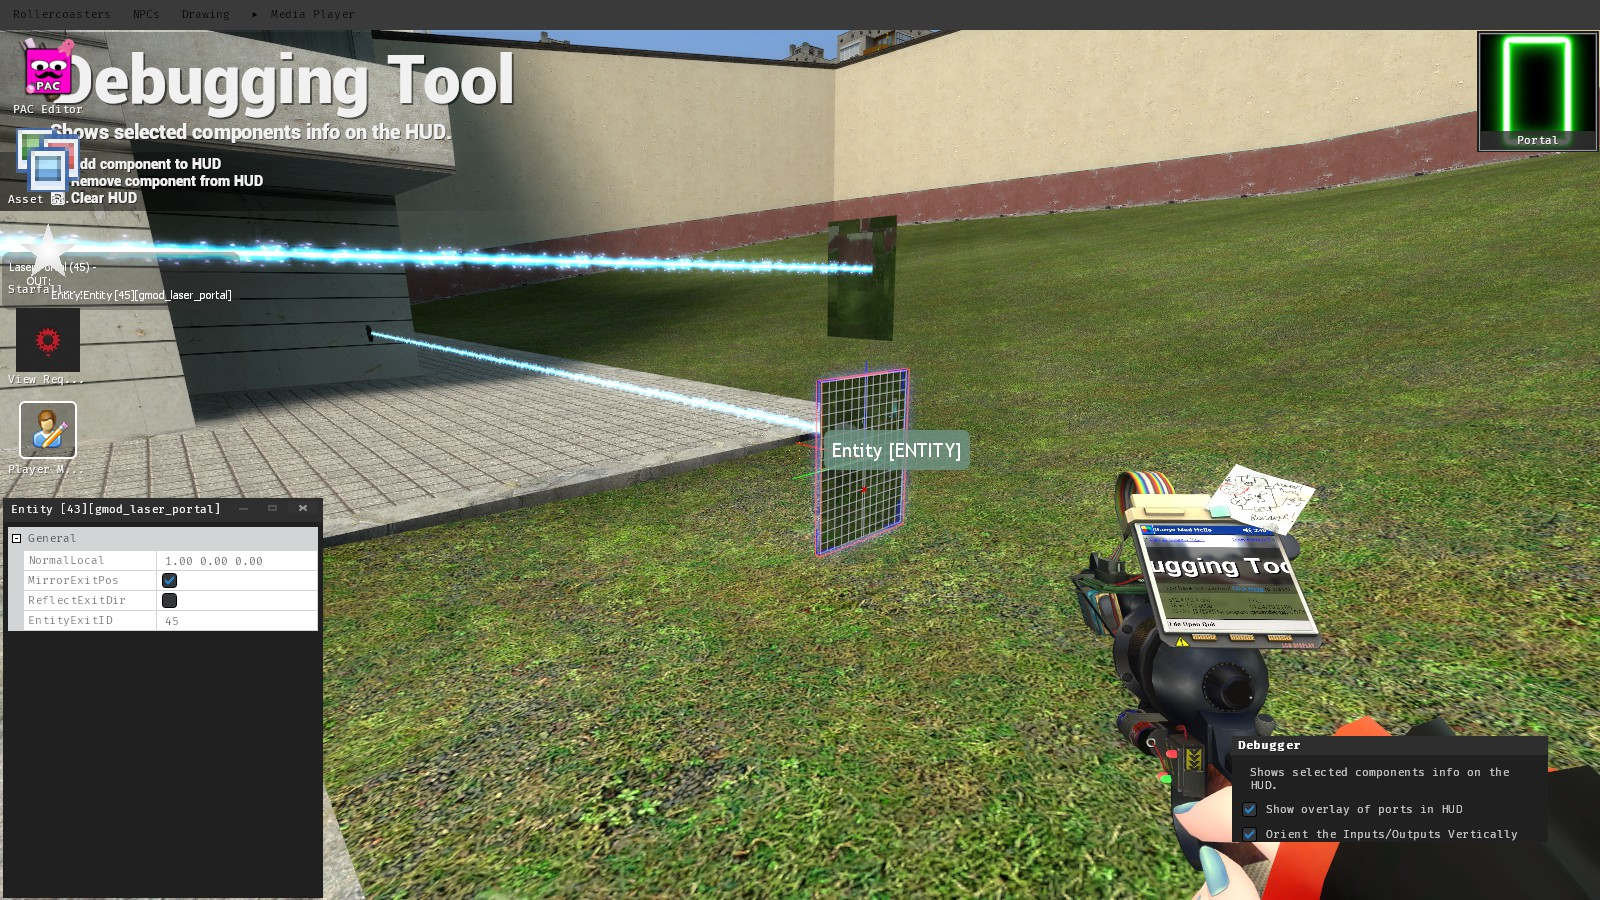 Rollercoasters NPCs Drawing ▸ Media Player
Debugging Tool
PAC
PAC Editor
Shows selected components info on the HUD.
dd component to HUD
Remove component from HUD
Asset
Clear HUD
Portal
(45) -
OUT:
Starfall
Entity:Entity [45][gmod_laser_portal]
View Req...
Player M...
Entity [ENTITY]
Entity [43][gmod_laser_portal]
General
NormalLocal 1.00 0.00 0.00
MirrorExitPos
ReflectExitDir
EntityExitID 45
ugging Too
Debugger
Shows selected components info on the
HUD.
Show overlay of ports in HUD
Orient the Inputs/Outputs Vertically